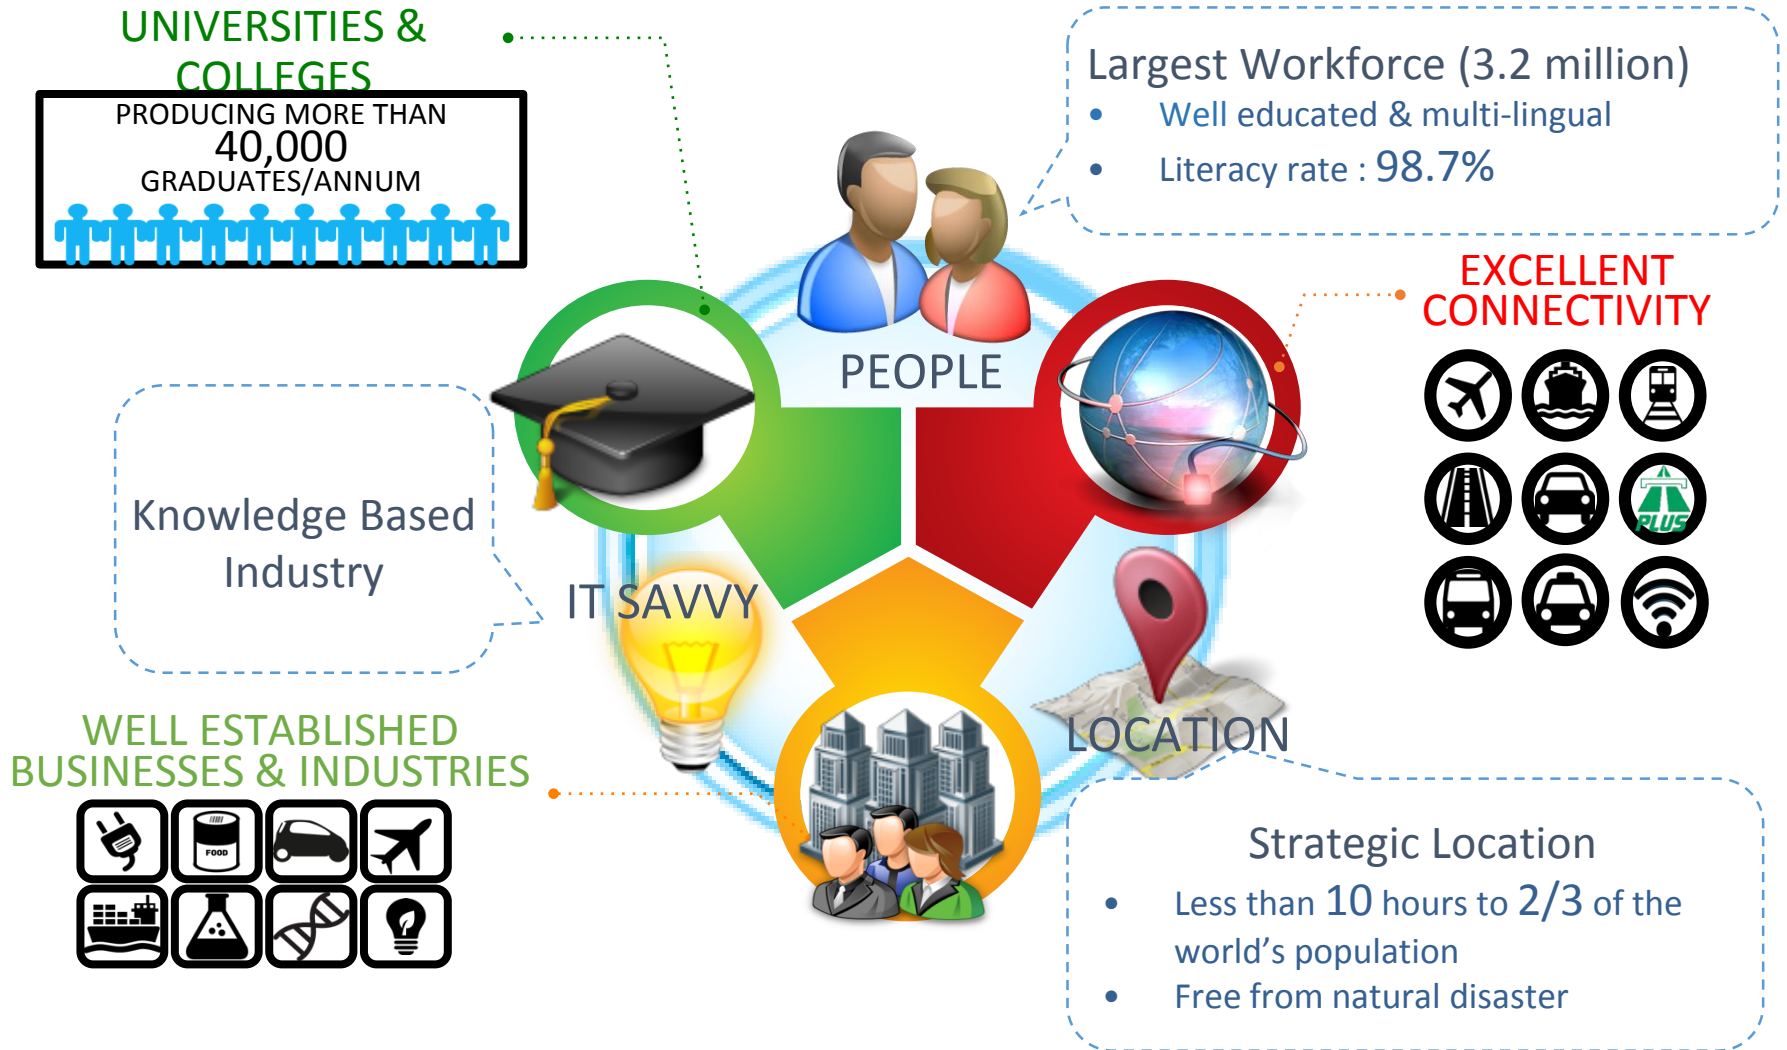 UNIVERSITIES &
COLLEGES
PRODUCING MORE THAN
40,000
GRADUATES/ANNUM
Largest Workforce (3.2 million)
• Well educated & multi-lingual
• Literacy rate : 98.7%
EXCELLENT
CONNECTIVITY
PLUS
PEOPLE
Knowledge Based
Industry
IT SAVVY
LOCATION
WELL ESTABLISHED
BUSINESSES & INDUSTRIES
FOOD
Strategic Location
• Less than 10 hours to 2/3 of the
world’s population
• Free from natural disaster